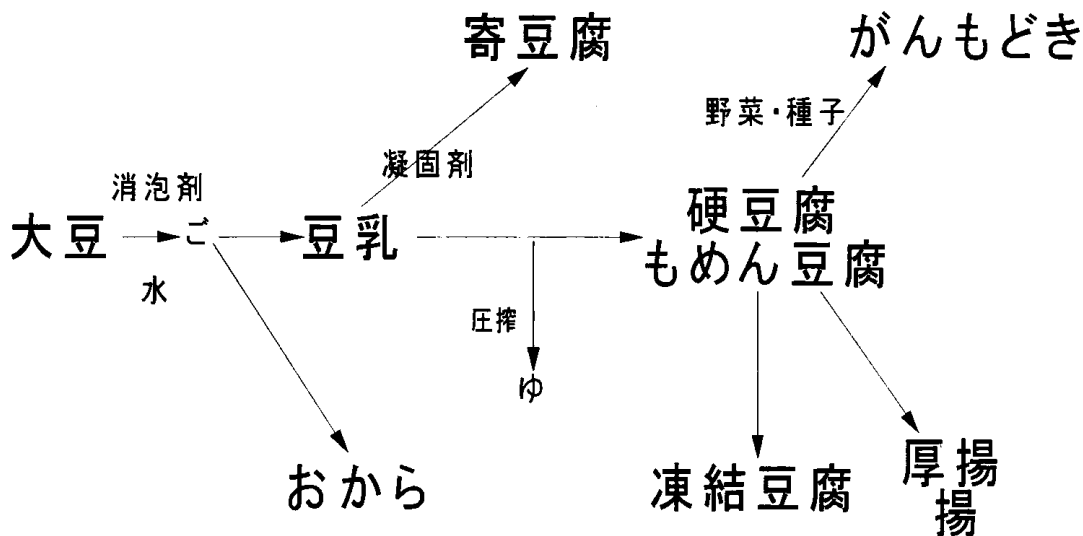 寄豆腐
がんもどき
野菜・種子
凝固剤
消泡剤
大豆
ご
豆乳
硬豆腐
もめん豆腐
水
圧搾
ゆ
おから
凍結豆腐
厚揚
揚